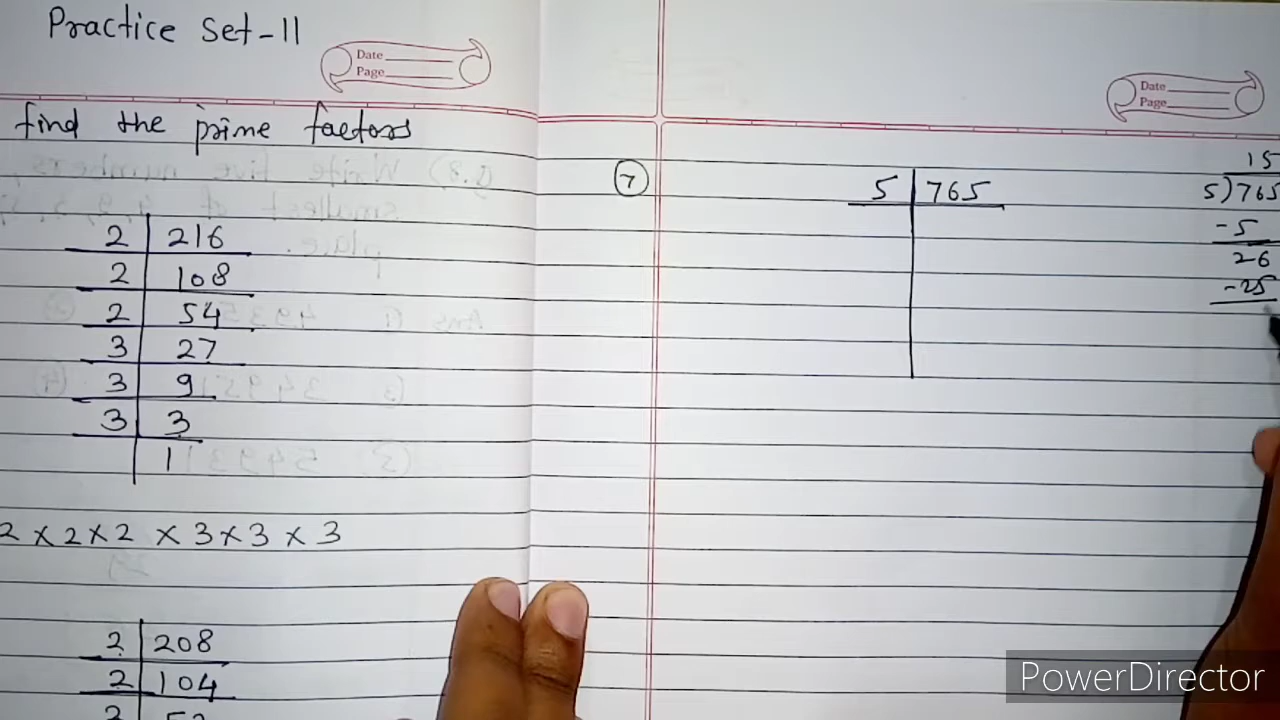 Practice Set-11
Date
Page
find the prime factors
2 | 216
2 | 108
2 | 54
3 | 27
3 | 9
3 | 3
1
2 × 2 × 2 × 3 × 3 × 3
2 | 208
2 | 104
2 | 52
Date
Page
7
5 | 765
15
5 ) 765
-5
26
-25
PowerDirector